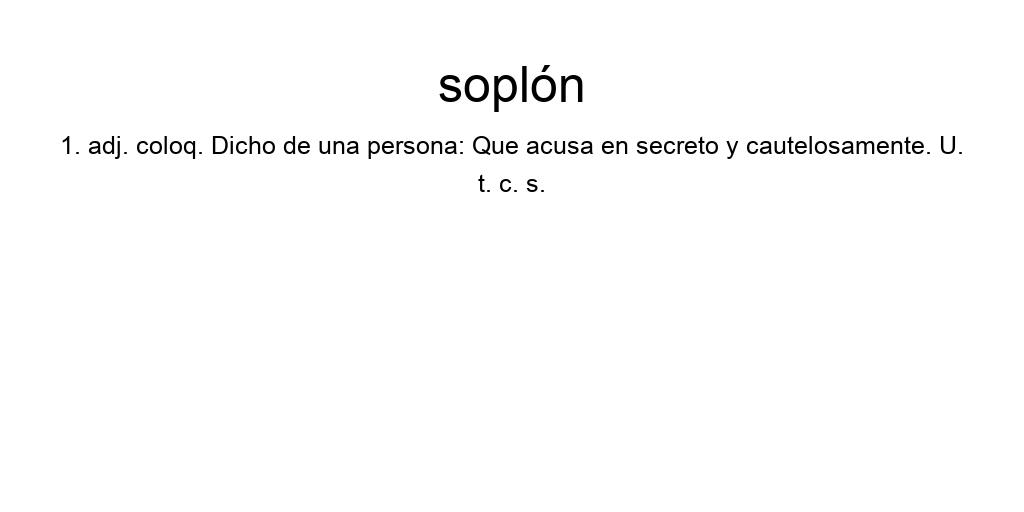 soplón
1. adj. coloq. Dicho de una persona: Que acusa en secreto y cautelosamente. U.
t. c. s.